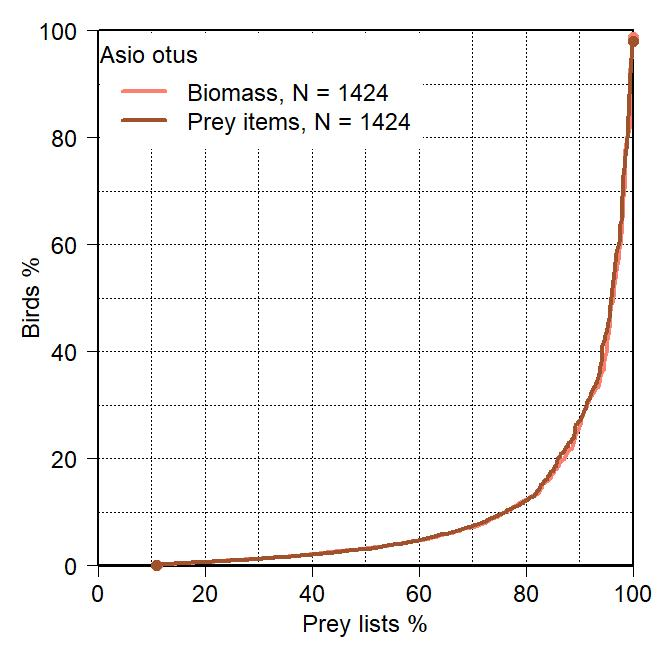 Asio otus
Biomass, N = 1424
Prey items, N = 1424
100
80
60
40
20
0
Birds %
0 20 40 60 80 100
Prey lists %